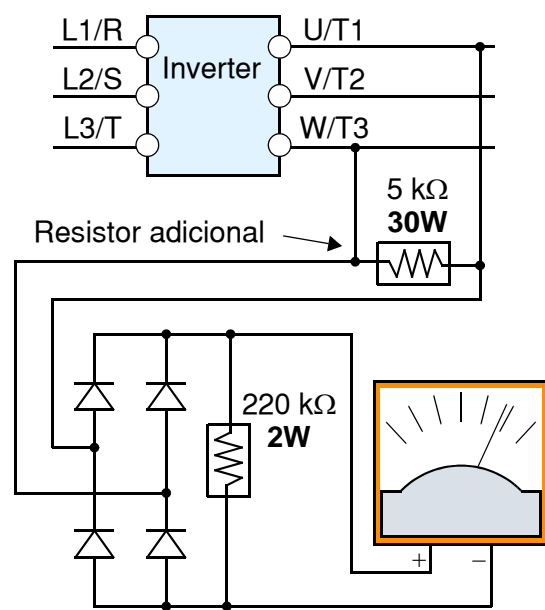 L1/R
L2/S
L3/T
Inverter
U/T1
V/T2
W/T3
5 kΩ
30W
Resistor adicional
220 kΩ
2W
+ −